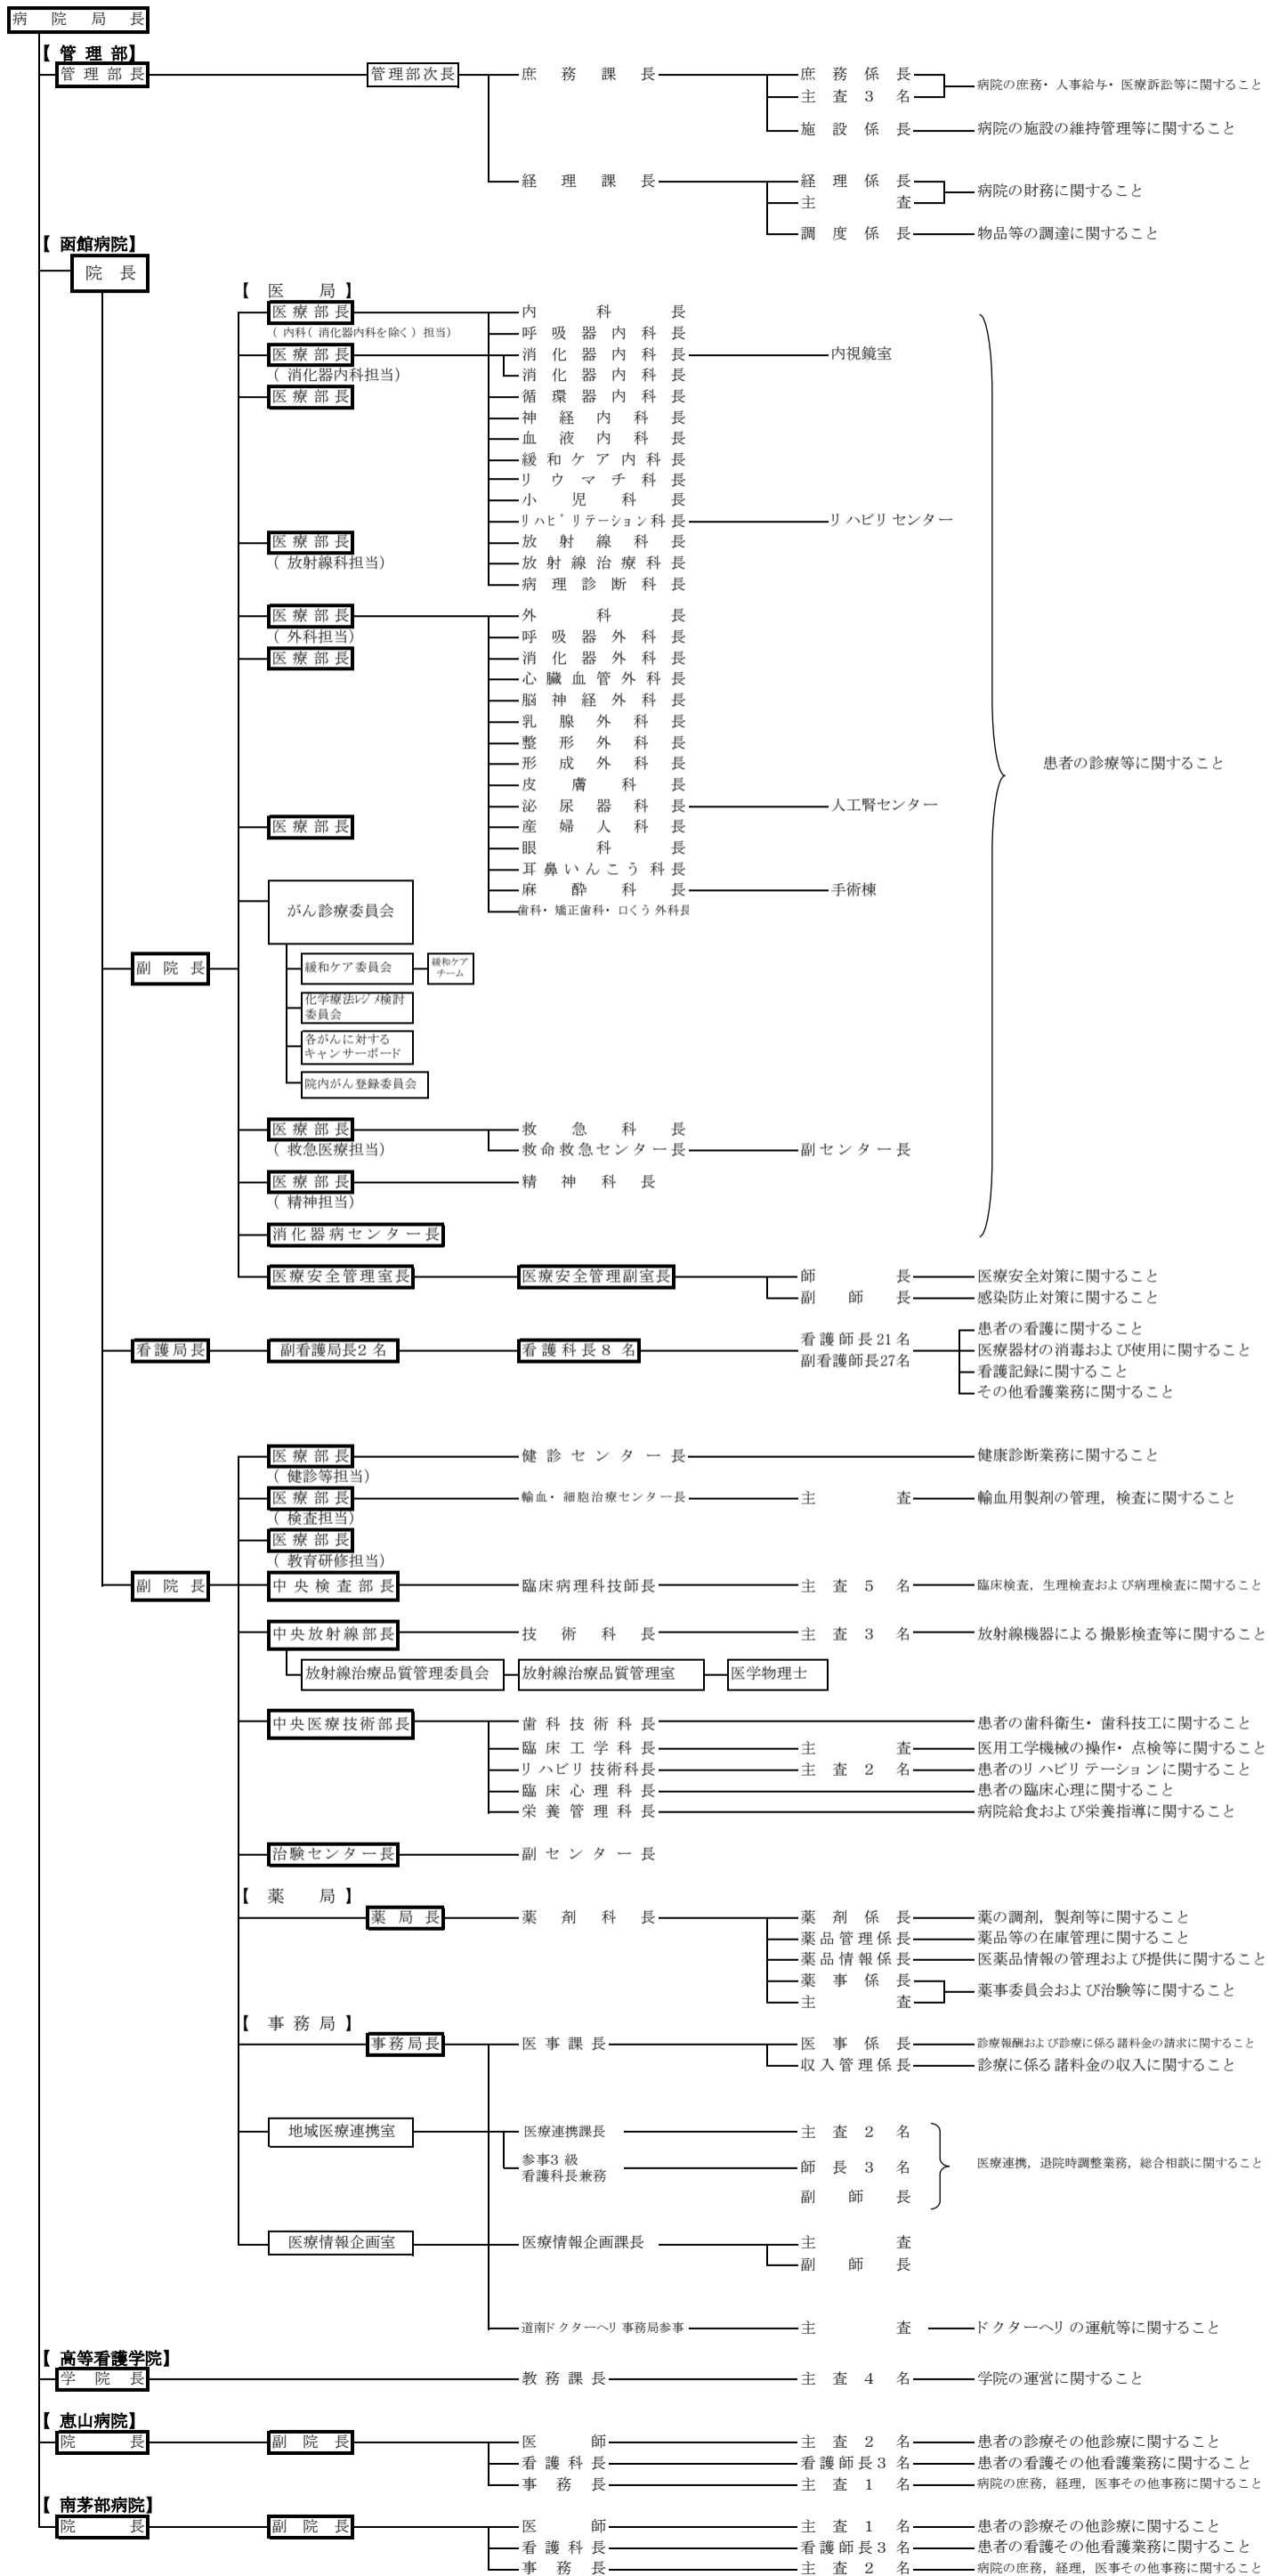 病院局長
【管理部】
管理部長 管理部次長 庶務課長 庶務係長 病院の庶務・人事給与・医療訴訟等に関すること
主査3名
施設係長 病院の施設の維持管理等に関すること
経理課長 経理係長 病院の財務に関すること
主査
調度係長 物品等の調達に関すること
【函館病院】
院長
【医局】
医療部長 内科長
(内科(消化器内科を除く)担当) 呼吸器内科長
医療部長 消化器内科長 内視鏡室
(消化器内科担当) 消化器内科長
医療部長 循環器内科長
神経内科長
血液内科長
緩和ケア内科長
リウマチ科長
小児科長
リハビリテーション科長 リハビリセンター
医療部長 放射線科長
(放射線科担当) 放射線治療科長
病理診断科長
医療部長 外科長
(外科担当) 呼吸器外科長
医療部長 消化器外科長
心臓血管外科長
脳神経外科長
乳腺外科長
整形外科長
形成外科長
患者の診療等に関すること
皮膚科長
泌尿器科長 人工腎センター
医療部長 産婦人科長
眼科長
耳鼻いんこう科長
麻酔科長 手術棟
がん診療委員会 歯科・矯正歯科・口くう外科長
副院長
緩和ケア委員会 緩和ケア
チーム
化学療法レジメ検討
委員会
各がんに対する
キャンサーボード
院内がん登録委員会
医療部長 救急科長
(救急医療担当) 救命救急センター長 副センター長
医療部長 精神科長
(精神担当)
消化器病センター長
医療安全管理室長 医療安全管理副室長 師長 医療安全対策に関すること
副師長 感染防止対策に関すること
看護局長 副看護局長2名 看護科長8名 看護師長21名
副看護師長27名
患者の看護に関すること
医療器材の消毒および使用に関すること
看護記録に関すること
その他看護業務に関すること
医療部長 健診センター長 健康診断業務に関すること
(健診等担当)
医療部長 輸血・細胞治療センター長 主査 輸血用製剤の管理，検査に関すること
(検査担当)
医療部長
(教育研修担当)
副院長 中央検査部長 臨床病理科技師長 主査5名 臨床検査，生理検査および病理検査に関すること
中央放射線部長 技術科長 主査3名 放射線機器による撮影検査等に関すること
放射線治療品質管理委員会 放射線治療品質管理室 医学物理士
中央医療技術部長 歯科技術科長 患者の歯科衛生・歯科技工に関すること
臨床工学科長 主査 医用工学機械の操作・点検等に関すること
リハビリ技術科長 主査2名 患者のリハビリテーションに関すること
臨床心理科長 患者の臨床心理に関すること
栄養管理科長 病院給食および栄養指導に関すること
治験センター長 副センター長
【薬局】
薬局長 薬剤科長 薬剤係長 薬の調剤，製剤等に関すること
薬品管理係長 薬品等の在庫管理に関すること
薬品情報係長 医薬品情報の管理および提供に関すること
薬事係長 薬事委員会および治験等に関すること
主査
【事務局】
事務局長 医事課長 医事係長 診療報酬および診療に係る諸料金の請求に関すること
収入管理係長 診療に係る諸料金の収入に関すること
地域医療連携室 医療連携課長 主査2名
参事3級
看護科長兼務 師長3名 医療連携，退院時調整業務，総合相談に関すること
副師長
医療情報企画室 医療情報企画課長 主査
副師長
道南ドクターヘリ事務局参事 主査 ドクターヘリの運航等に関すること
【高等看護学院】
学院長 教務課長 主査4名 学院の運営に関すること
【恵山病院】
院長 副院長 医師 主査2名 患者の診療その他診療に関すること
看護科長 看護師長3名 患者の看護その他看護業務に関すること
事務長 主査1名 病院の庶務，経理，医事その他事務に関すること
【南茅部病院】
院長 副院長 医師 主査1名 患者の診療その他診療に関すること
看護科長 看護師長3名 患者の看護その他看護業務に関すること
事務長 主査2名 病院の庶務，経理，医事その他事務に関すること